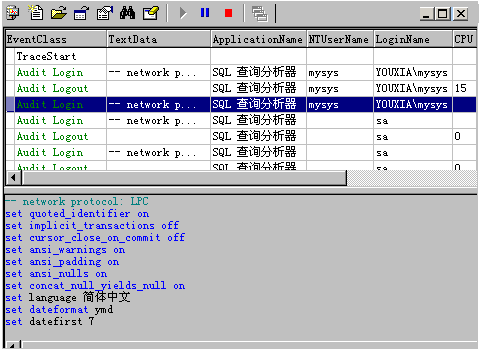 EventClass TextData ApplicationName NTUserName LoginName CPU
TraceStart
Audit Login -- network p... SQL 查询分析器 mysys YOUXIA\mysys
Audit Logout SQL 查询分析器 mysys YOUXIA\mysys 15
Audit Login -- network p... SQL 查询分析器 mysys YOUXIA\mysys
Audit Login -- network p... SQL 查询分析器 sa
Audit Logout SQL 查询分析器 sa 0
Audit Login -- network p... SQL 查询分析器 sa
Audit Logout SQL 查询分析器 sa 0
-- network protocol: LPC
set quoted_identifier on
set implicit_transactions off
set cursor_close_on_commit off
set ansi_warnings on
set ansi_padding on
set ansi_nulls on
set concat_null_yields_null on
set language 简体中文
set dateformat ymd
set datefirst 7